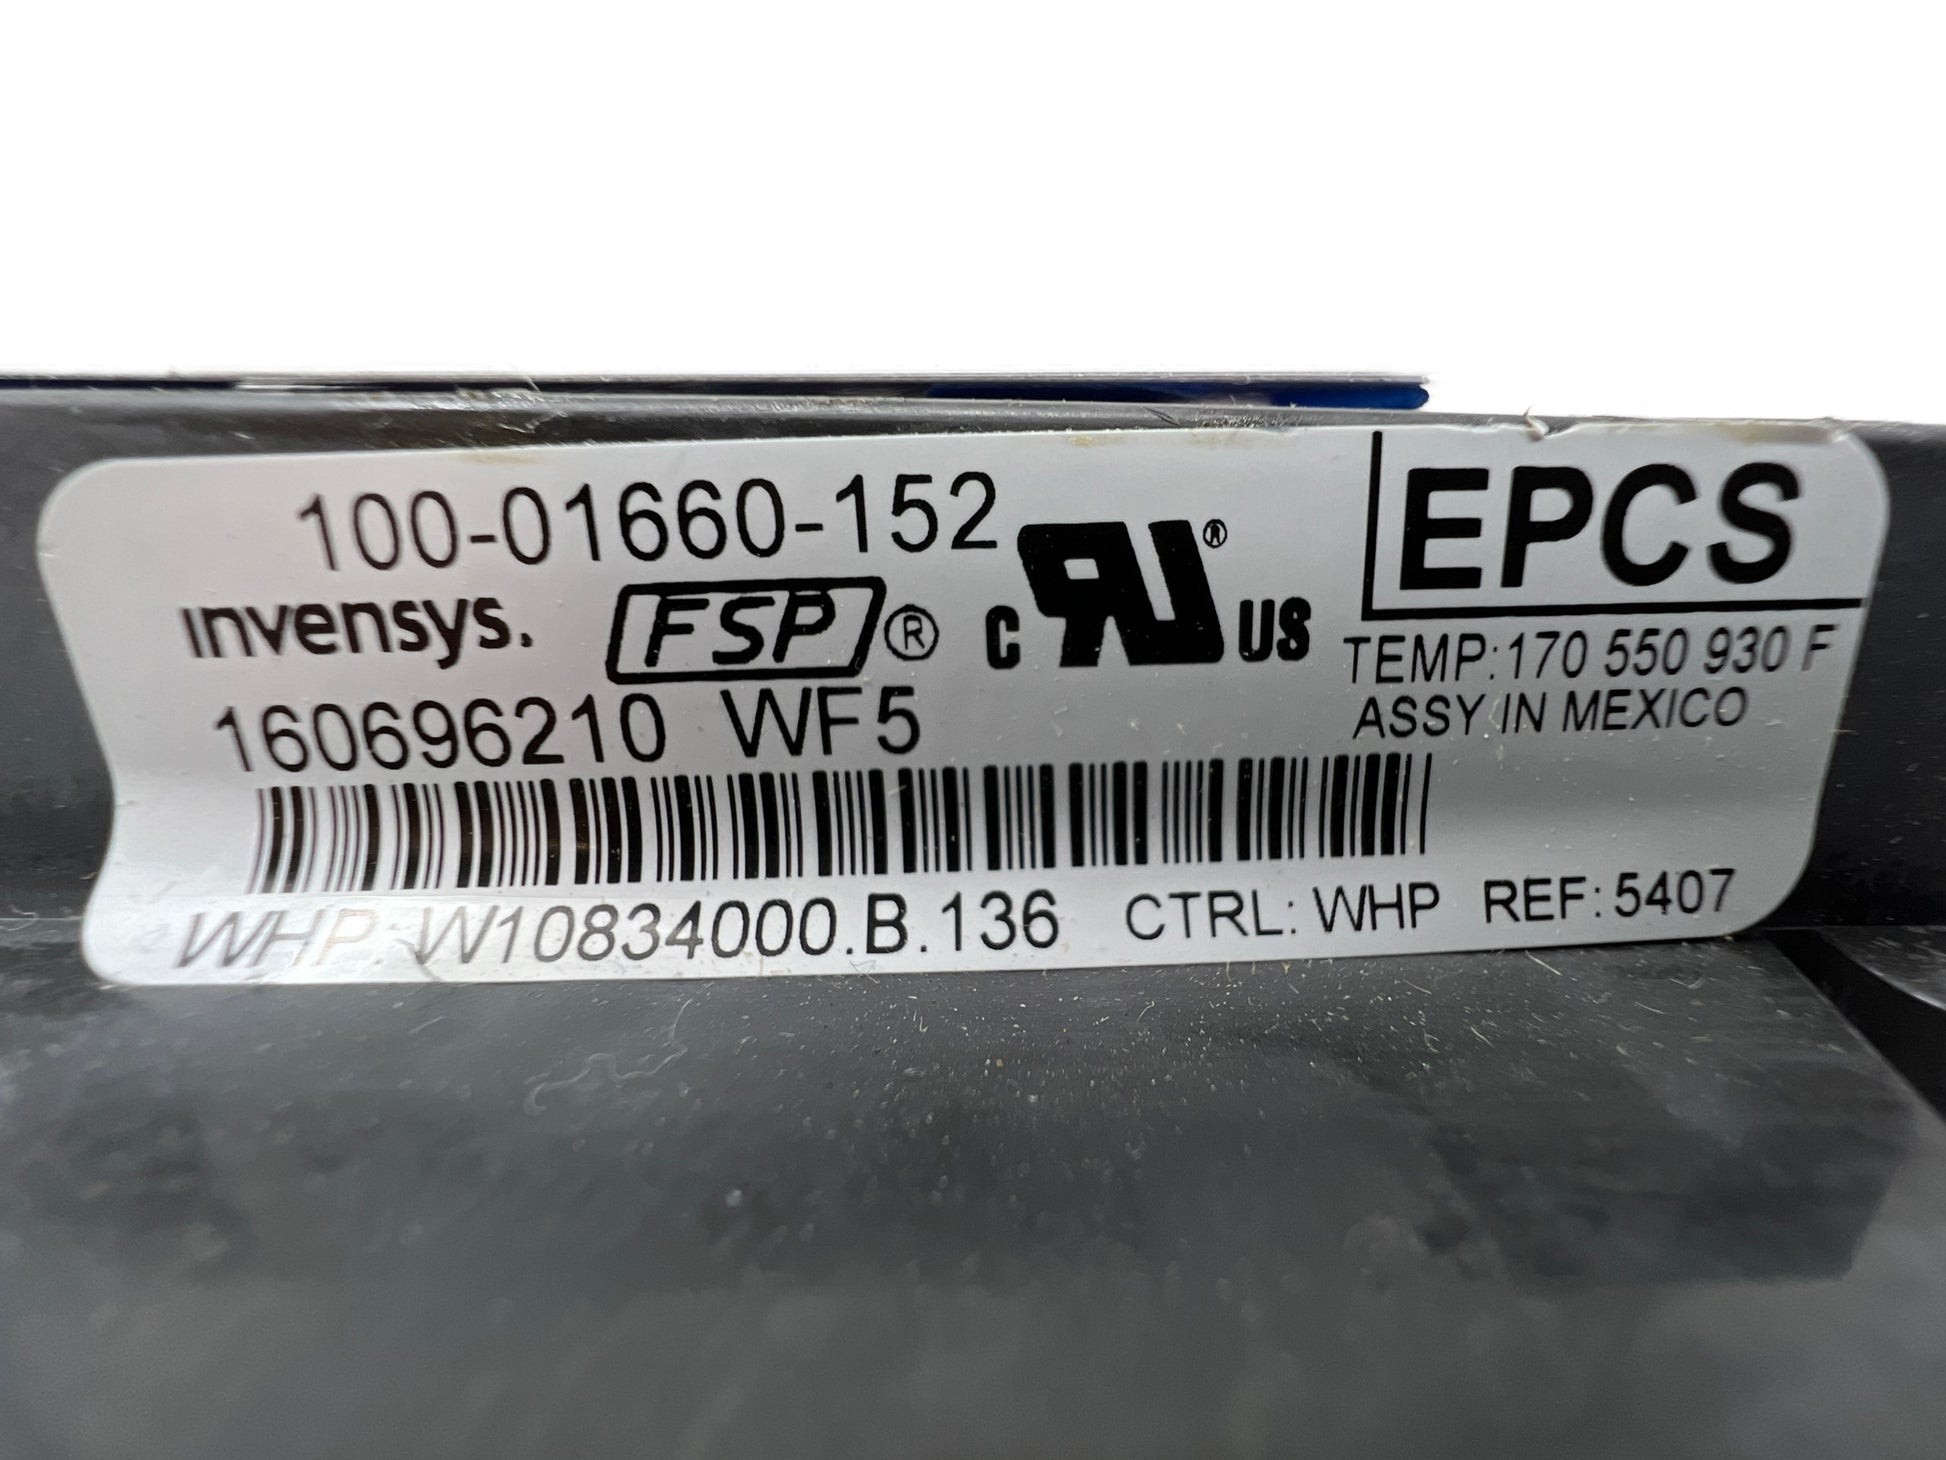 100-01660-152
EPCS
invensys. FSP ® C RU ® US
TEMP:170 550 930 F
160696210 WF5
ASSY IN MEXICO
WHP:W10834000.B.136 CTRL: WHP REF:5407